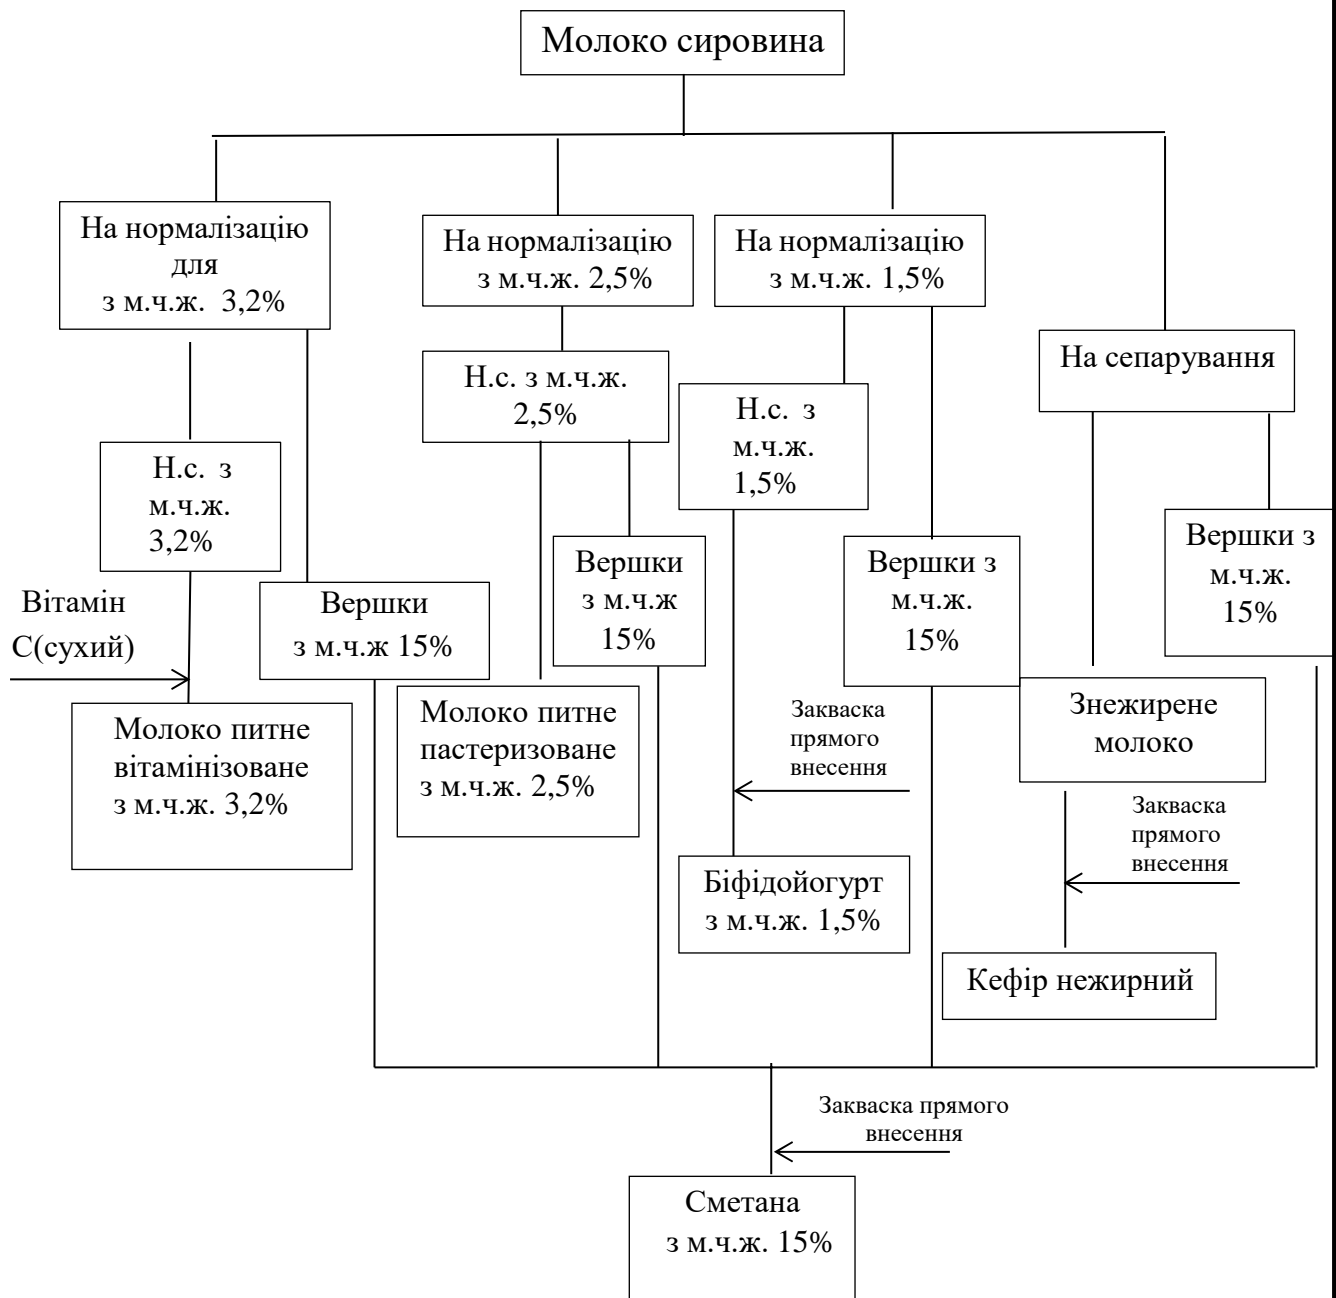 Молоко сировина
На нормалізацію
для
з м.ч.ж. 3,2%
На нормалізацію
з м.ч.ж. 2,5%
На нормалізацію
з м.ч.ж. 1,5%
На сепарування
Н.с. з м.ч.ж.
2,5%
Н.с. з
м.ч.ж.
1,5%
Н.с. з
м.ч.ж.
3,2%
Вершки з
м.ч.ж.
15%
Вершки
з м.ч.ж
15%
Вершки з
м.ч.ж.
15%
Вітамін
С(сухий)
Вершки
з м.ч.ж 15%
Молоко питне
вітамінізоване
з м.ч.ж. 3,2%
Молоко питне
пастеризоване
з м.ч.ж. 2,5%
Закваска
прямого
внесення
Знежирене
молоко
Закваска
прямого
внесення
Біфідойогурт
з м.ч.ж. 1,5%
Кефір нежирний
Закваска прямого
внесення
Сметана
з м.ч.ж. 15%